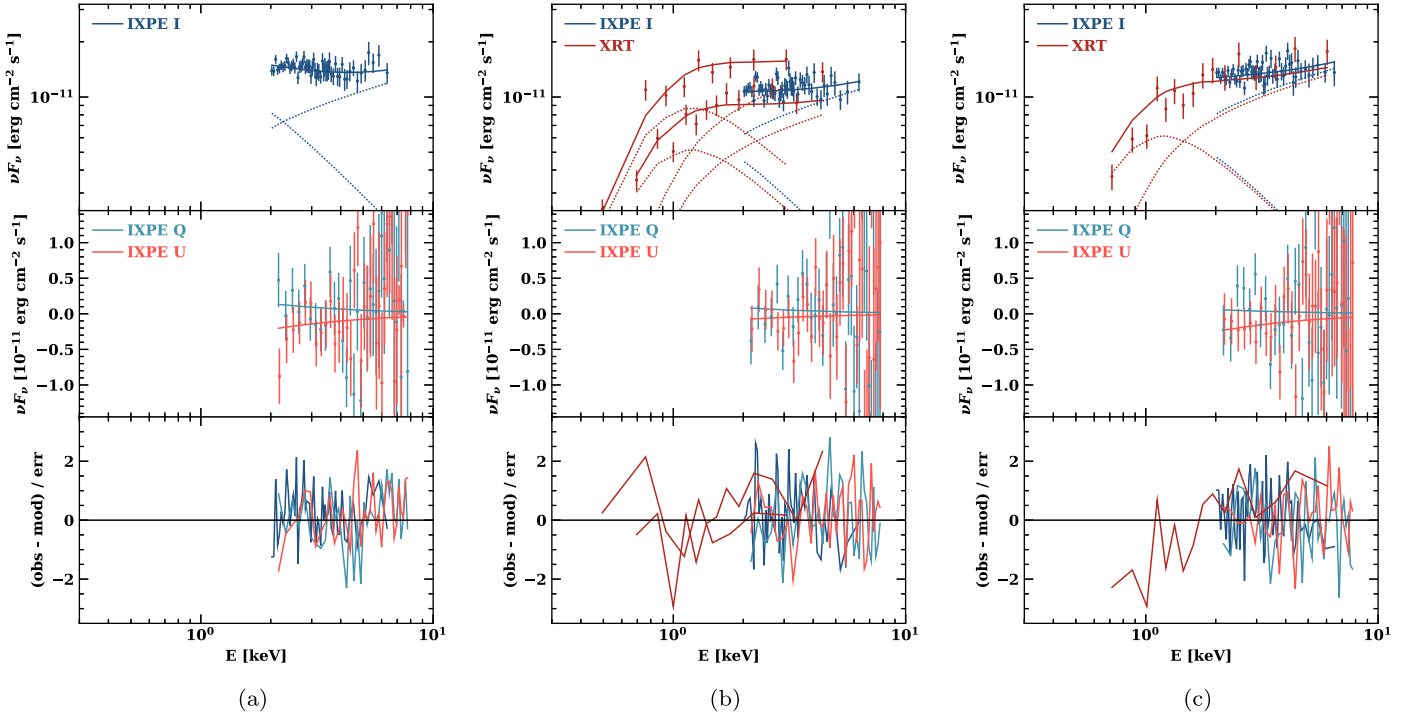 IXPE I
10⁻¹¹
νFν [erg cm⁻² s⁻¹]
IXPE Q
IXPE U
1.0
0.5
0.0
−0.5
−1.0
νFν [10⁻¹¹ erg cm⁻² s⁻¹]
2
0
−2
(obs - mod) / err
10⁰
10¹
E [keV]
(a)
IXPE I
XRT
10⁻¹¹
νFν [erg cm⁻² s⁻¹]
IXPE Q
IXPE U
1.0
0.5
0.0
−0.5
−1.0
νFν [10⁻¹¹ erg cm⁻² s⁻¹]
2
0
−2
(obs - mod) / err
10⁰
10¹
E [keV]
(b)
IXPE I
XRT
10⁻¹¹
νFν [erg cm⁻² s⁻¹]
IXPE Q
IXPE U
1.0
0.5
0.0
−0.5
−1.0
νFν [10⁻¹¹ erg cm⁻² s⁻¹]
2
0
−2
(obs - mod) / err
10⁰
10¹
E [keV]
(c)